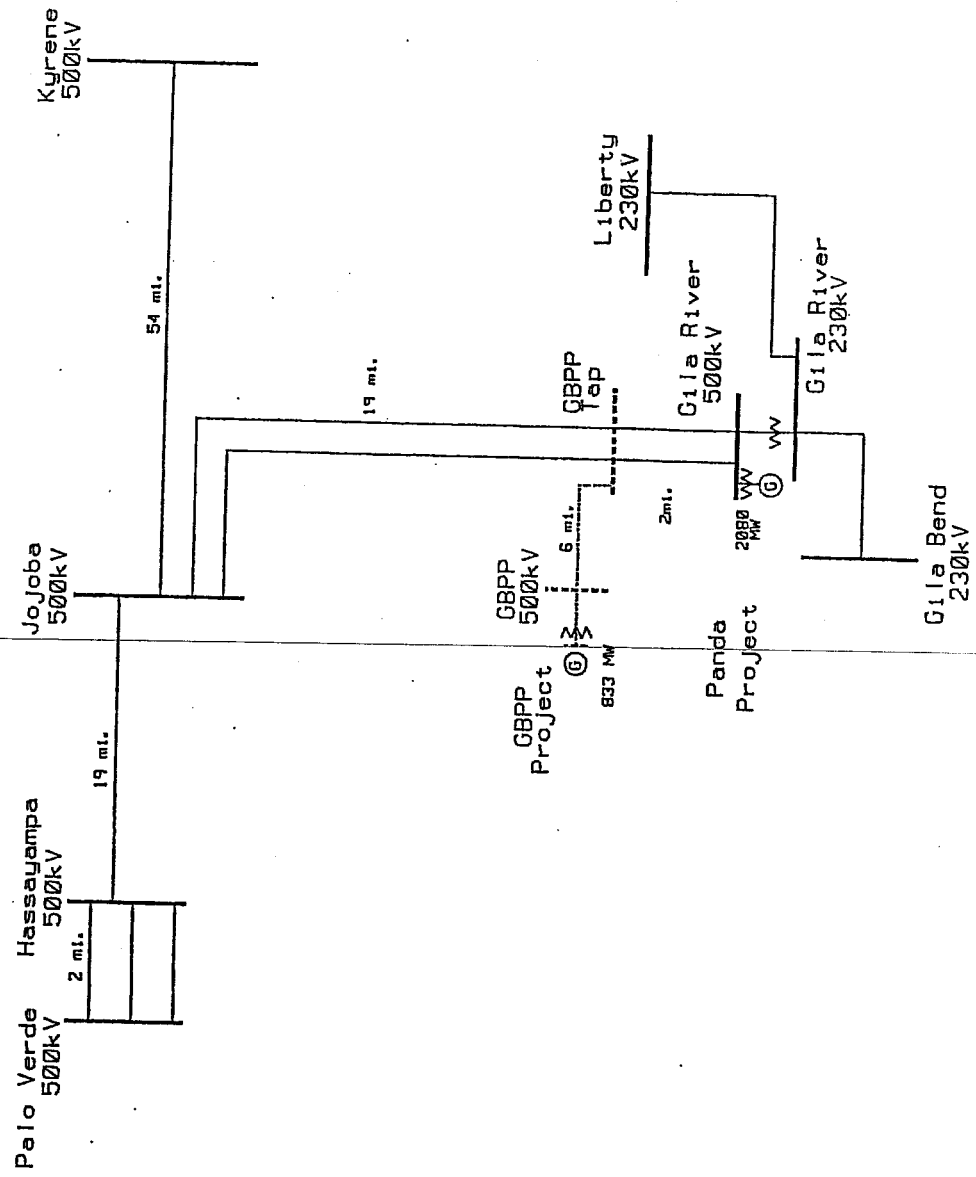 Palo Verde
500kV
2 mi.
Hassayampa
500kV
19 mi.
Jojoba
500kV
54 mi.
Kyrene
500kV
19 mi.
GBPP
Tap
GBPP
500kV
6 mi.
GBPP
Project
G
833 MW
2mi.
Gila River
500kV
2080
MW
G
Panda
Project
Liberty
230kV
Gila River
230kV
Gila Bend
230kV